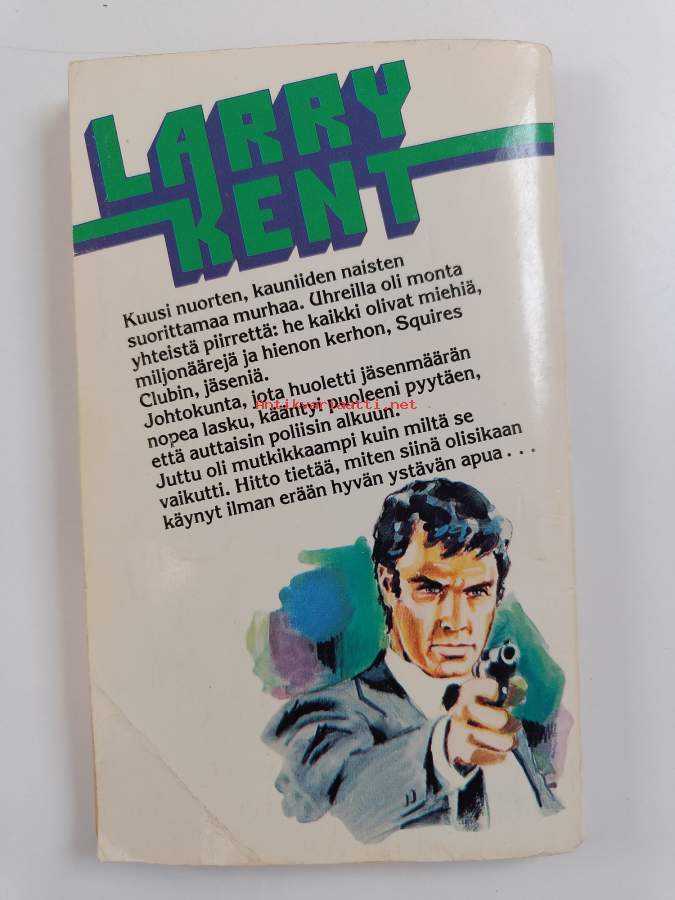 LARRY
KENT
Kuusi nuorten, kauniiden naisten
suorittamaa murhaa. Uhreilla oli monta
yhteistä piirrettä: he kaikki olivat miehiä,
miljonäärejä ja hienon kerhon, Squires
Clubin, jäseniä.
Johtokunta, jota huoletti jäsenmäärän
nopea lasku, kääntyi puoleeni pyytäen,
Antikvariaatti.net
että auttaisin poliisin alkuun.
Juttu oli mutkikkaampi kuin miltä se
vaikutti. Hitto tietää, miten siinä olisikaan
käynyt ilman erään hyvän ystävän apua . . .